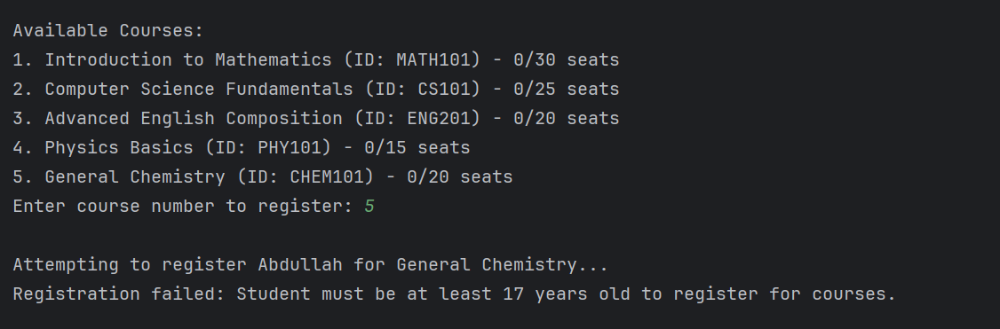 Available Courses:
1. Introduction to Mathematics (ID: MATH101) - 0/30 seats
2. Computer Science Fundamentals (ID: CS101) - 0/25 seats
3. Advanced English Composition (ID: ENG201) - 0/20 seats
4. Physics Basics (ID: PHY101) - 0/15 seats
5. General Chemistry (ID: CHEM101) - 0/20 seats
Enter course number to register: 5
Attempting to register Abdullah for General Chemistry...
Registration failed: Student must be at least 17 years old to register for courses.